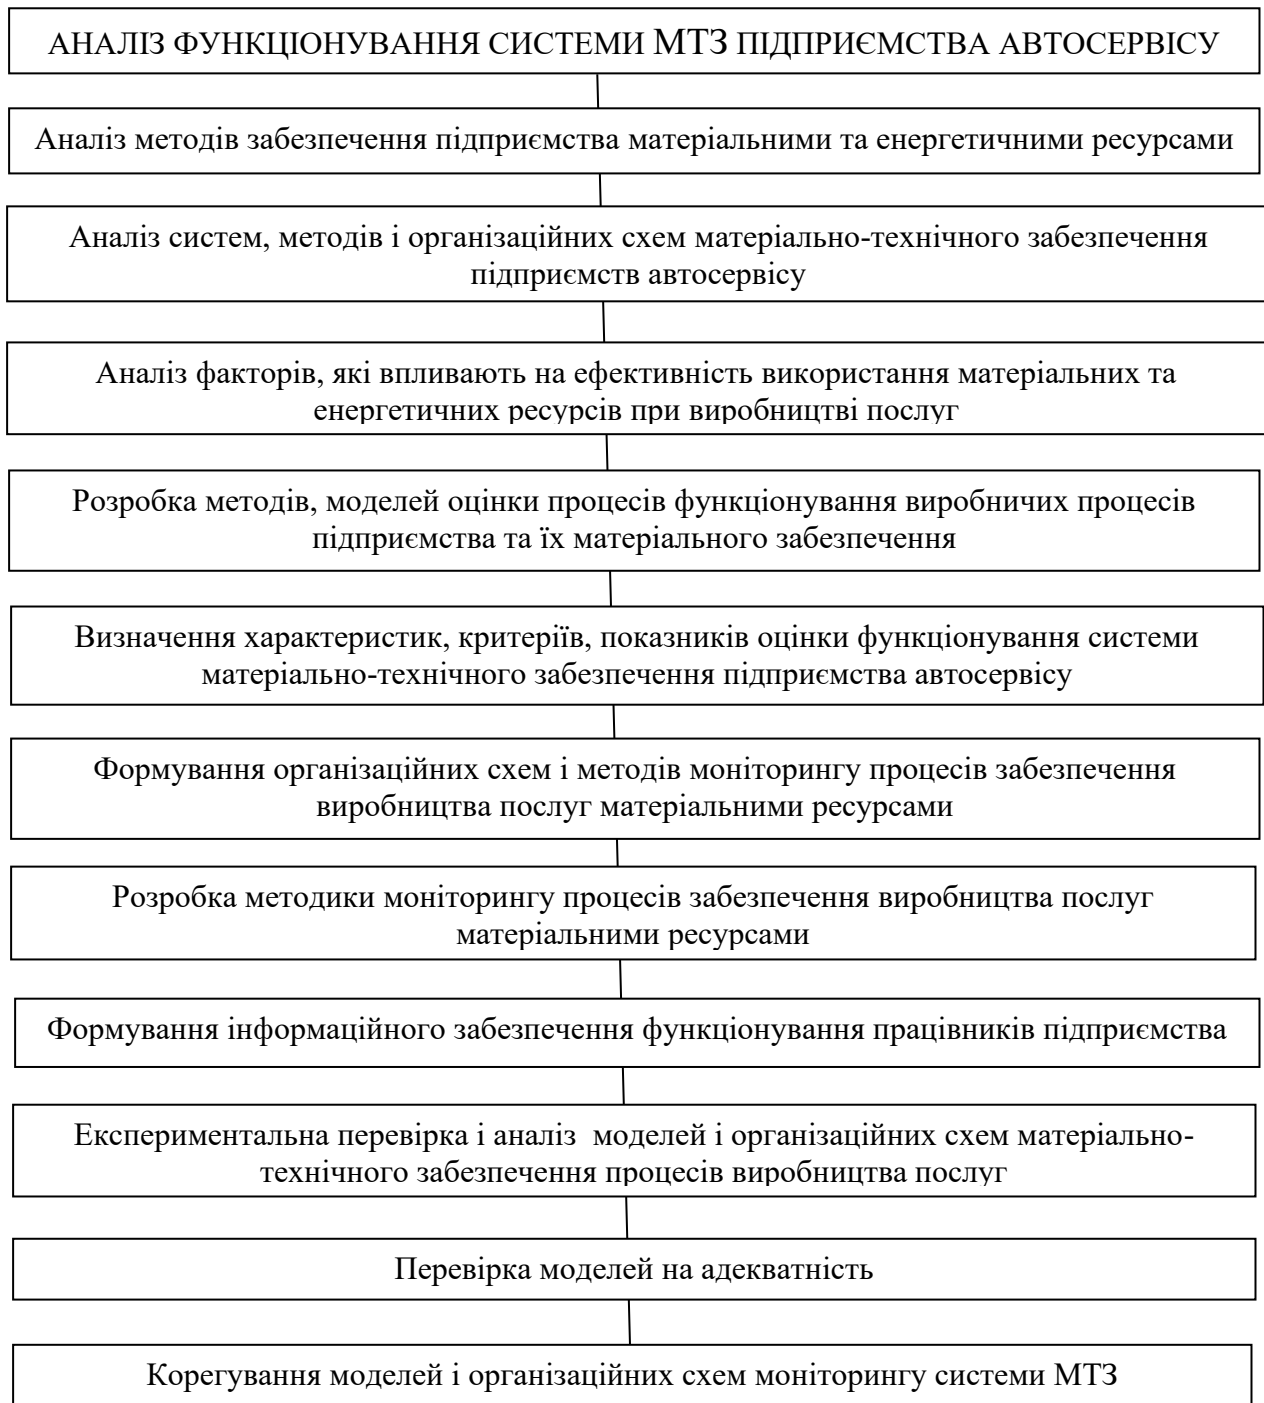 АНАЛІЗ ФУНКЦІОНУВАННЯ СИСТЕМИ МТЗ ПІДПРИЄМСТВА АВТОСЕРВІСУ
Аналіз методів забезпечення підприємства матеріальними та енергетичними ресурсами
Аналіз систем, методів і організаційних схем матеріально-технічного забезпечення
підприємств автосервісу
Аналіз факторів, які впливають на ефективність використання матеріальних та
енергетичних ресурсів при виробництві послуг
Розробка методів, моделей оцінки процесів функціонування виробничих процесів
підприємства та їх матеріального забезпечення
Визначення характеристик, критеріїв, показників оцінки функціонування системи
матеріально-технічного забезпечення підприємства автосервісу
Формування організаційних схем і методів моніторингу процесів забезпечення
виробництва послуг матеріальними ресурсами
Розробка методики моніторингу процесів забезпечення виробництва послуг
матеріальними ресурсами
Формування інформаційного забезпечення функціонування працівників підприємства
Експериментальна перевірка і аналіз  моделей і організаційних схем матеріально-
технічного забезпечення процесів виробництва послуг
Перевірка моделей на адекватність
Корегування моделей і організаційних схем моніторингу системи МТЗ